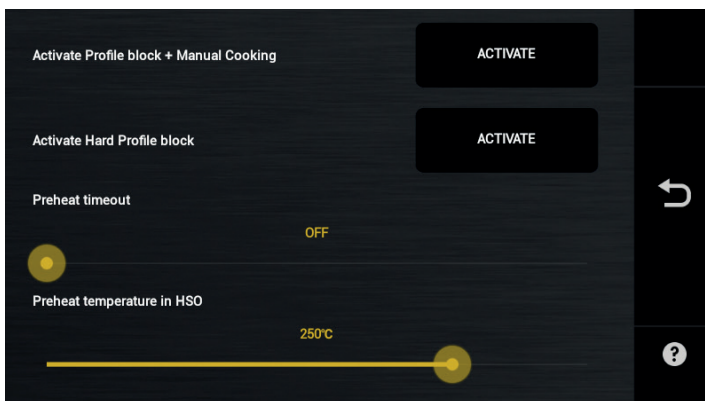 Activate Profile block + Manual Cooking
ACTIVATE
Activate Hard Profile block
ACTIVATE
Preheat timeout
OFF
Preheat temperature in HSO
250°C
?